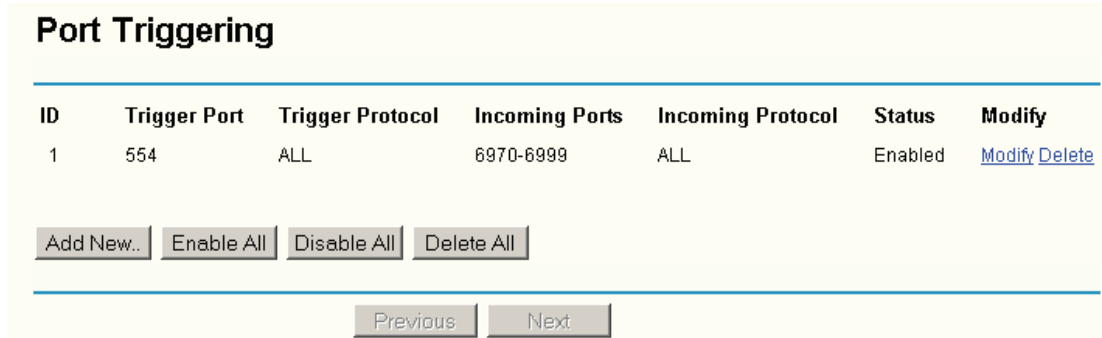 Port Triggering
ID Trigger Port Trigger Protocol Incoming Ports Incoming Protocol Status Modify
1 554 ALL 6970-6999 ALL Enabled Modify Delete
Add New.. Enable All Disable All Delete All
Previous Next